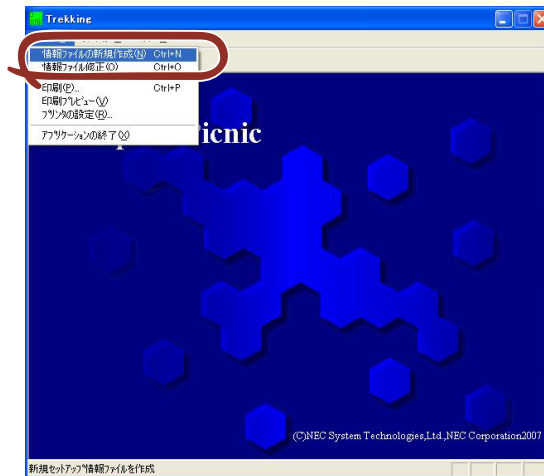 Trekking
情報ファイルの新規作成(N) Ctrl+N
情報ファイル修正(O) Ctrl+O
印刷(P)... Ctrl+P
印刷プレビュー(V)
プリンタの設定(R)...
アプリケーションの終了(X)
icnic
(C)NEC System Technologies,Ltd.,NEC Corporation2007
新規セットアップ情報ファイルを作成